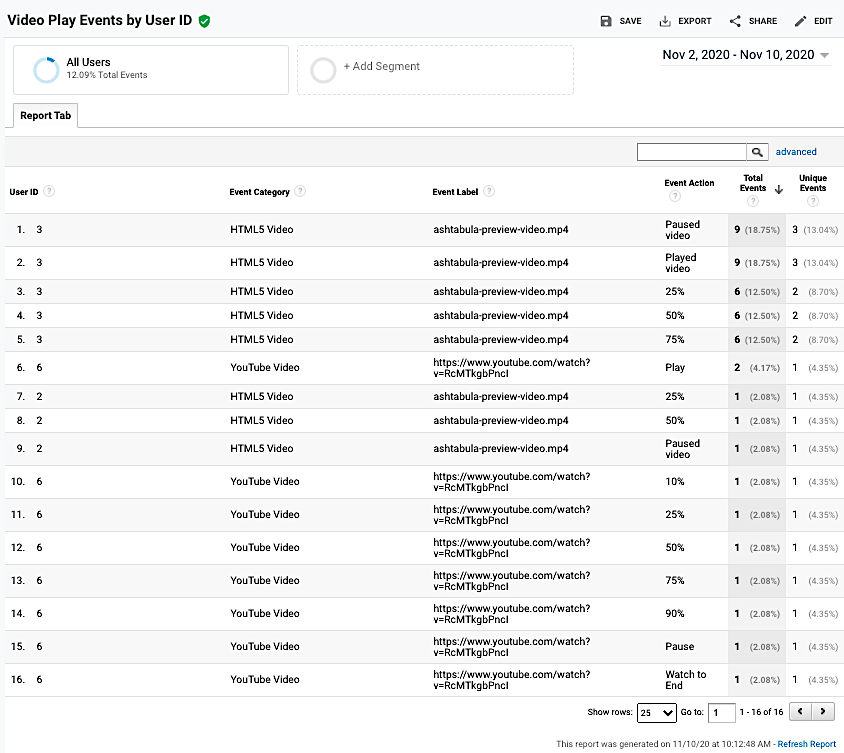 Video Play Events by User ID
SAVE EXPORT SHARE EDIT
All Users
12.09% Total Events
+ Add Segment
Nov 2, 2020 - Nov 10, 2020
Report Tab
advanced
User ID ? Event Category ? Event Label ? Event Action ? Total Events ? Unique Events ?
1. 3 HTML5 Video ashtabula-preview-video.mp4 Paused video 9 (18.75%) 3 (13.04%)
2. 3 HTML5 Video ashtabula-preview-video.mp4 Played video 9 (18.75%) 3 (13.04%)
3. 3 HTML5 Video ashtabula-preview-video.mp4 25% 6 (12.50%) 2 (8.70%)
4. 3 HTML5 Video ashtabula-preview-video.mp4 50% 6 (12.50%) 2 (8.70%)
5. 3 HTML5 Video ashtabula-preview-video.mp4 75% 6 (12.50%) 2 (8.70%)
6. 6 YouTube Video https://www.youtube.com/watch?v=RcMTkgbPncI Play 2 (4.17%) 1 (4.35%)
7. 2 HTML5 Video ashtabula-preview-video.mp4 25% 1 (2.08%) 1 (4.35%)
8. 2 HTML5 Video ashtabula-preview-video.mp4 50% 1 (2.08%) 1 (4.35%)
9. 2 HTML5 Video ashtabula-preview-video.mp4 Paused video 1 (2.08%) 1 (4.35%)
10. 6 YouTube Video https://www.youtube.com/watch?v=RcMTkgbPncI 10% 1 (2.08%) 1 (4.35%)
11. 6 YouTube Video https://www.youtube.com/watch?v=RcMTkgbPncI 25% 1 (2.08%) 1 (4.35%)
12. 6 YouTube Video https://www.youtube.com/watch?v=RcMTkgbPncI 50% 1 (2.08%) 1 (4.35%)
13. 6 YouTube Video https://www.youtube.com/watch?v=RcMTkgbPncI 75% 1 (2.08%) 1 (4.35%)
14. 6 YouTube Video https://www.youtube.com/watch?v=RcMTkgbPncI 90% 1 (2.08%) 1 (4.35%)
15. 6 YouTube Video https://www.youtube.com/watch?v=RcMTkgbPncI Pause 1 (2.08%) 1 (4.35%)
16. 6 YouTube Video https://www.youtube.com/watch?v=RcMTkgbPncI Watch to End 1 (2.08%) 1 (4.35%)
Show rows: 25 Go to: 1 1 - 16 of 16
This report was generated on 11/10/20 at 10:12:48 AM - Refresh Report